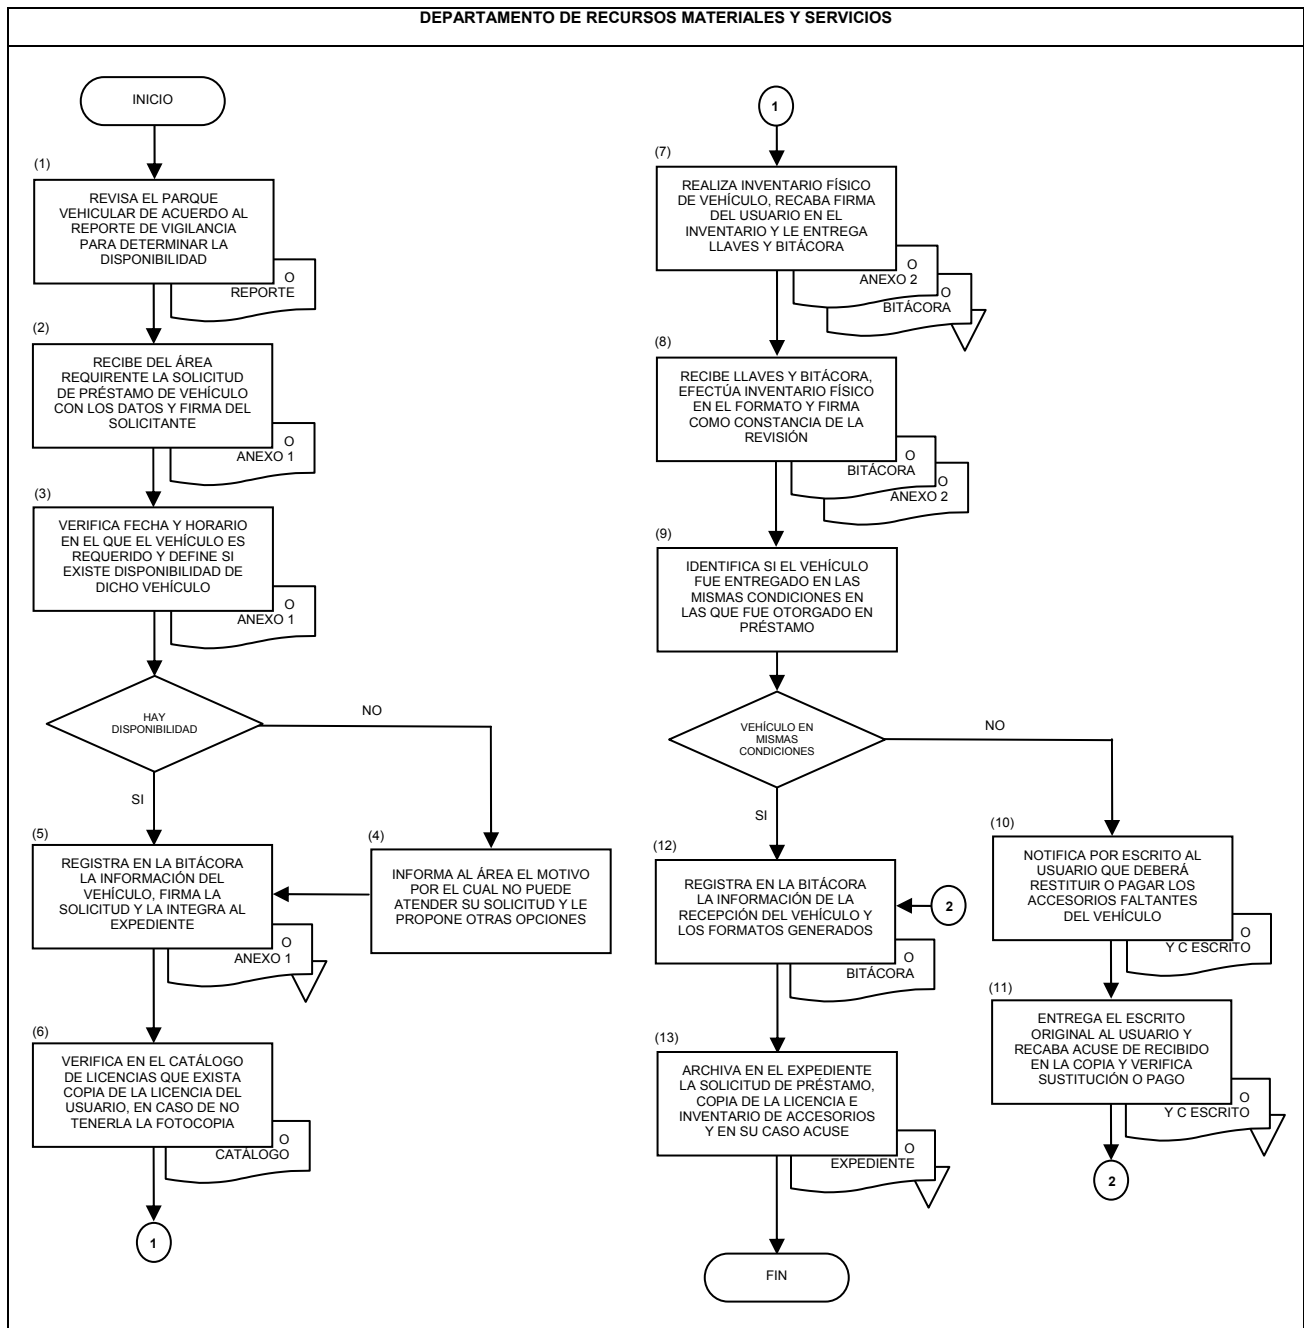 DEPARTAMENTO DE RECURSOS MATERIALES Y SERVICIOS
INICIO
(1)
REVISA EL PARQUE
VEHICULAR DE ACUERDO AL
REPORTE DE VIGILANCIA
PARA DETERMINAR LA
DISPONIBILIDAD
O
REPORTE
(2)
RECIBE DEL ÁREA
REQUIRENTE LA SOLICITUD
DE PRÉSTAMO DE VEHÍCULO
CON LOS DATOS Y FIRMA DEL
SOLICITANTE
O
ANEXO 1
(3)
VERIFICA FECHA Y HORARIO
EN EL QUE EL VEHÍCULO ES
REQUERIDO Y DEFINE SI
EXISTE DISPONIBILIDAD DE
DICHO VEHÍCULO
O
ANEXO 1
HAY
DISPONIBILIDAD
NO
SI
(4)
INFORMA AL ÁREA EL MOTIVO
POR EL CUAL NO PUEDE
ATENDER SU SOLICITUD Y LE
PROPONE OTRAS OPCIONES
(5)
REGISTRA EN LA BITÁCORA
LA INFORMACIÓN DEL
VEHÍCULO, FIRMA LA
SOLICITUD Y LA INTEGRA AL
EXPEDIENTE
O
ANEXO 1
(6)
VERIFICA EN EL CATÁLOGO
DE LICENCIAS QUE EXISTA
COPIA DE LA LICENCIA DEL
USUARIO, EN CASO DE NO
TENERLA LA FOTOCOPIA
O
CATÁLOGO
1
1
(7)
REALIZA INVENTARIO FÍSICO
DE VEHÍCULO, RECABA FIRMA
DEL USUARIO EN EL
INVENTARIO Y LE ENTREGA
LLAVES Y BITÁCORA
O
ANEXO 2
O
BITÁCORA
(8)
RECIBE LLAVES Y BITÁCORA,
EFECTÚA INVENTARIO FÍSICO
EN EL FORMATO Y FIRMA
COMO CONSTANCIA DE LA
REVISIÓN
O
BITÁCORA
O
ANEXO 2
(9)
IDENTIFICA SI EL VEHÍCULO
FUE ENTREGADO EN LAS
MISMAS CONDICIONES EN
LAS QUE FUE OTORGADO EN
PRÉSTAMO
VEHÍCULO EN
MISMAS
CONDICIONES
NO
SI
(10)
NOTIFICA POR ESCRITO AL
USUARIO QUE DEBERÁ
RESTITUIR O PAGAR LOS
ACCESORIOS FALTANTES
DEL VEHÍCULO
O
Y C ESCRITO
(11)
ENTREGA EL ESCRITO
ORIGINAL AL USUARIO Y
RECABA ACUSE DE RECIBIDO
EN LA COPIA Y VERIFICA
SUSTITUCIÓN O PAGO
O
Y C ESCRITO
2
(12)
REGISTRA EN LA BITÁCORA
LA INFORMACIÓN DE LA
RECEPCIÓN DEL VEHÍCULO Y
LOS FORMATOS GENERADOS
2
O
BITÁCORA
(13)
ARCHIVA EN EL EXPEDIENTE
LA SOLICITUD DE PRÉSTAMO,
COPIA DE LA LICENCIA E
INVENTARIO DE ACCESORIOS
Y EN SU CASO ACUSE
O
EXPEDIENTE
FIN